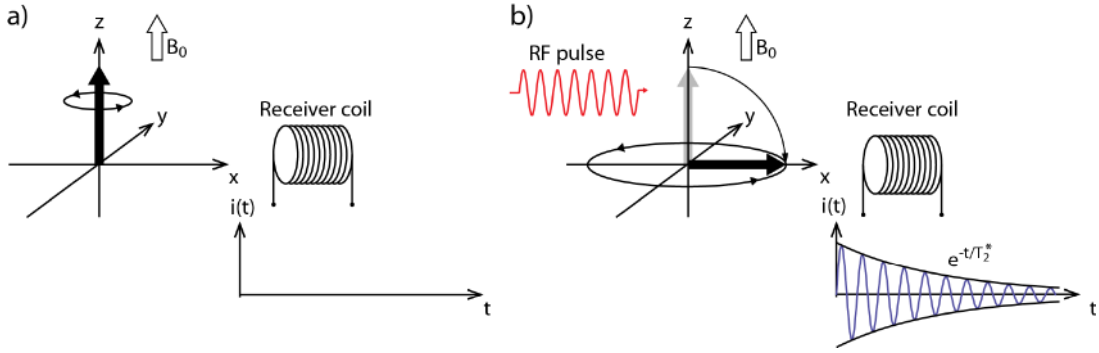 a)
z
B₀
y
Receiver coil
x
i(t)
t
b)
z
B₀
RF pulse
y
Receiver coil
x
i(t)
e^-t/T₂*
t